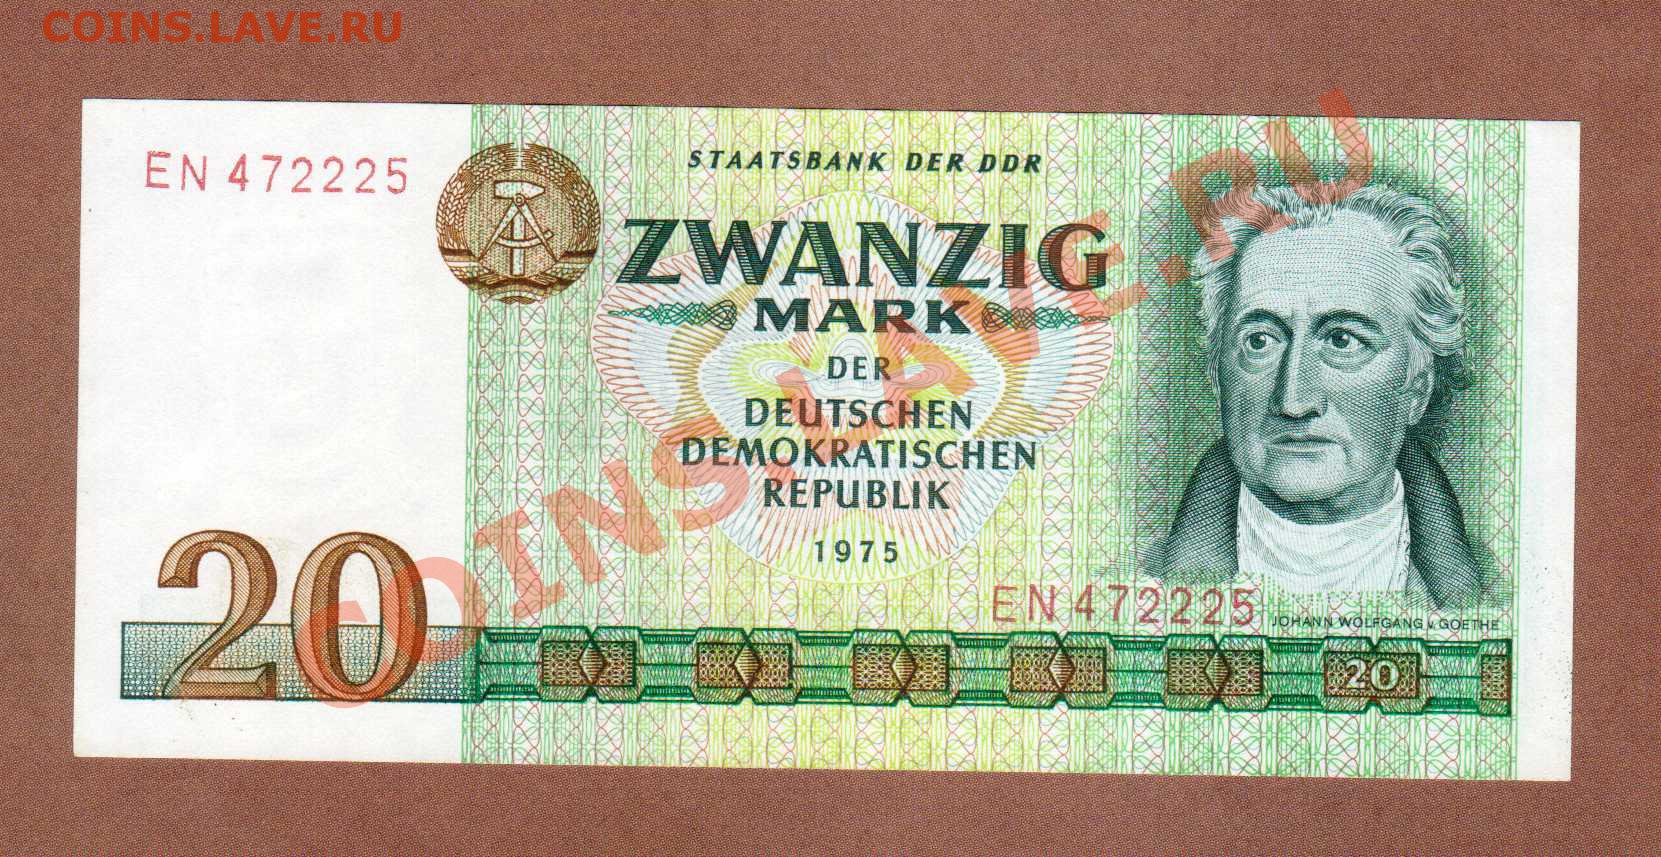 COINS.LAVE.RU
EN 472225
STAATSBANK DER DDR
ZWANZIG
MARK
DER
DEUTSCHEN
DEMOKRATISCHEN
REPUBLIK
1975
EN 472225
JOHANN WOLFGANG v. GOETHE
20
20
COINS.LAVE.RU